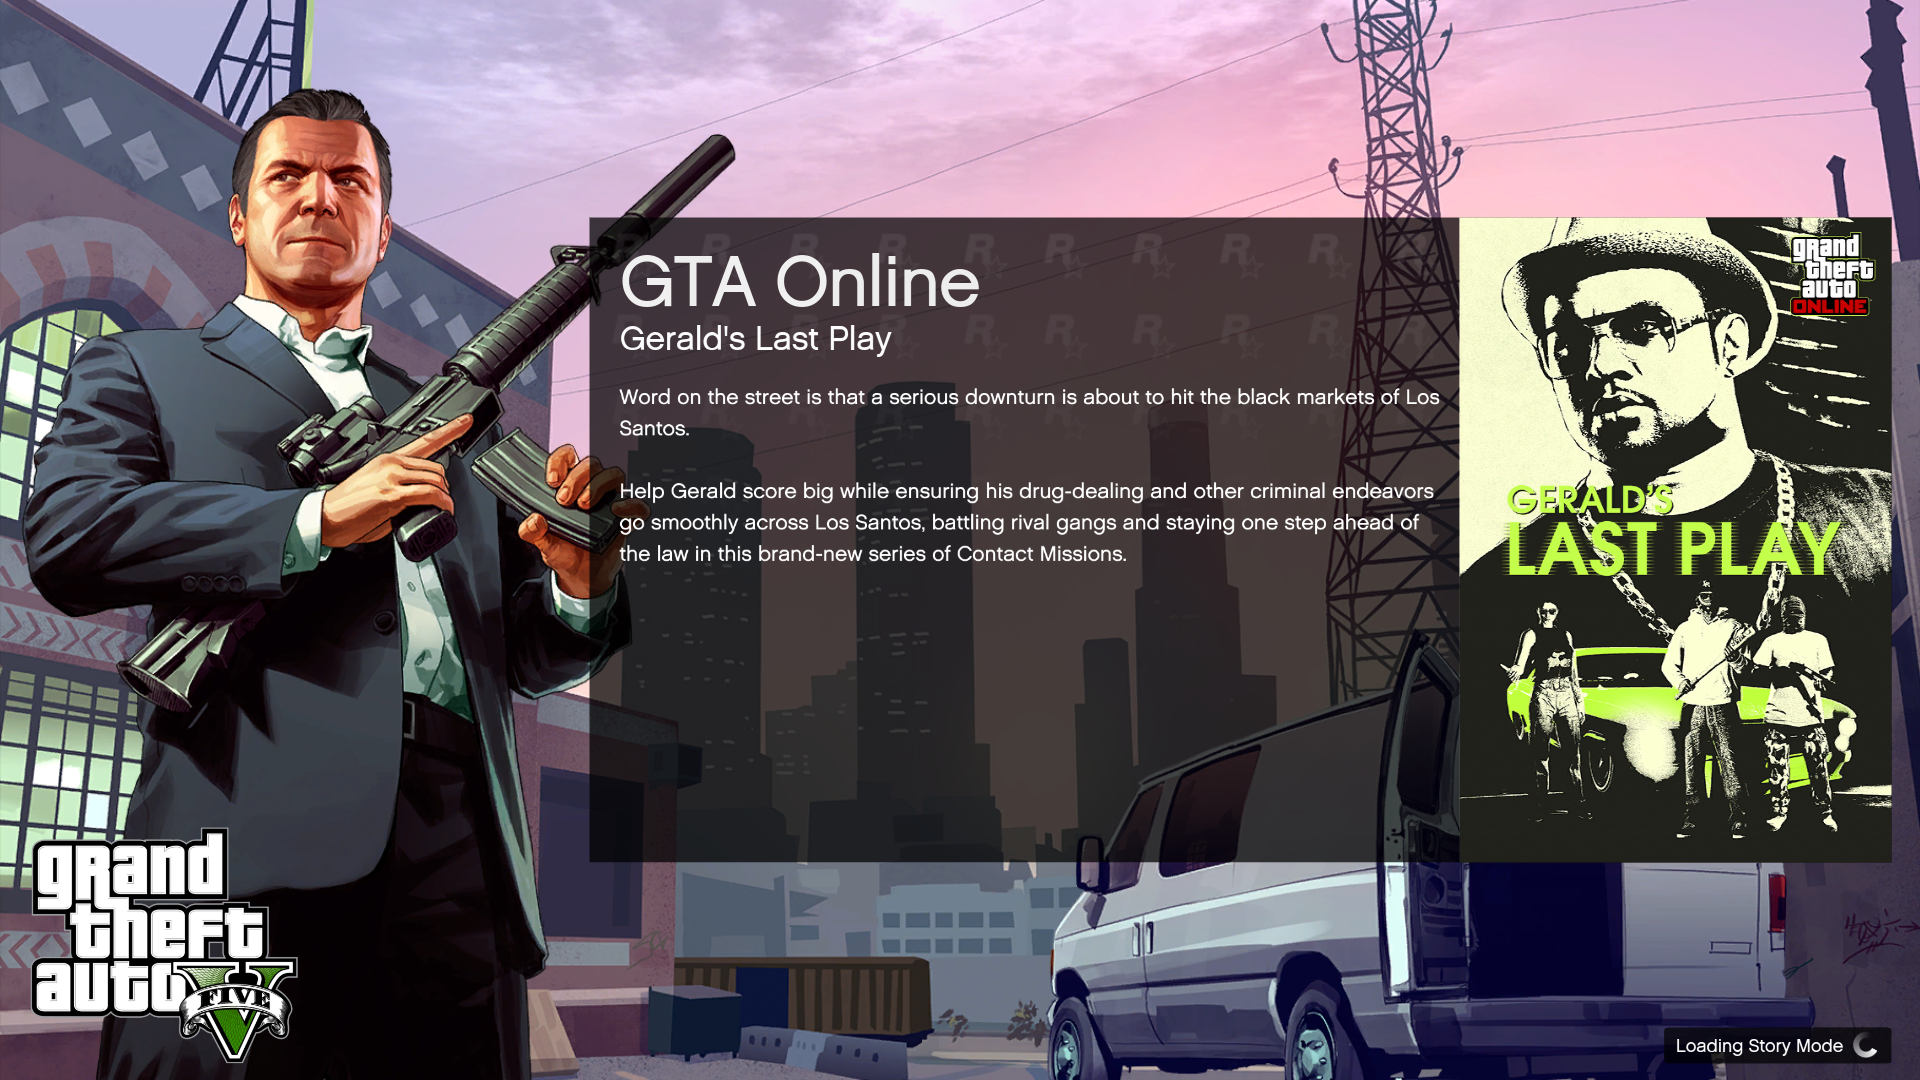 GTA Online
Gerald's Last Play
Word on the street is that a serious downturn is about to hit the black markets of Los
Santos.
Help Gerald score big while ensuring his drug-dealing and other criminal endeavors
go smoothly across Los Santos, battling rival gangs and staying one step ahead of
the law in this brand-new series of Contact Missions.
grand
theft
auto
ONLINE
GERALD'S
LAST PLAY
grand
theft
auto
V
FIVE
Loading Story Mode